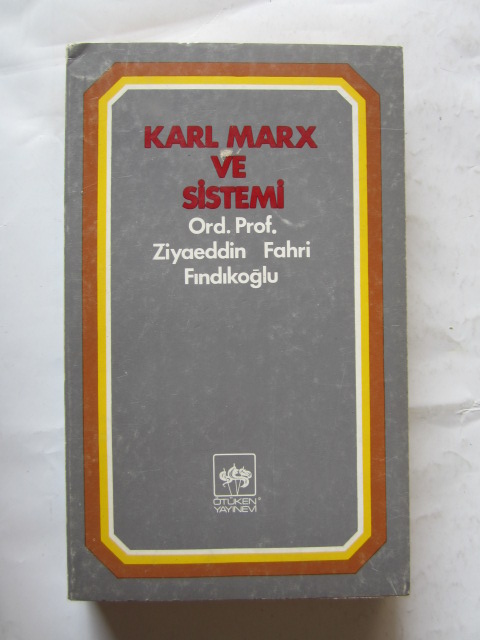 KARL MARX
VE
SİSTEMİ
Ord. Prof.
Ziyaeddin Fahri
Fındıkoğlu
ÖTÜKEN
YAYINEVİ